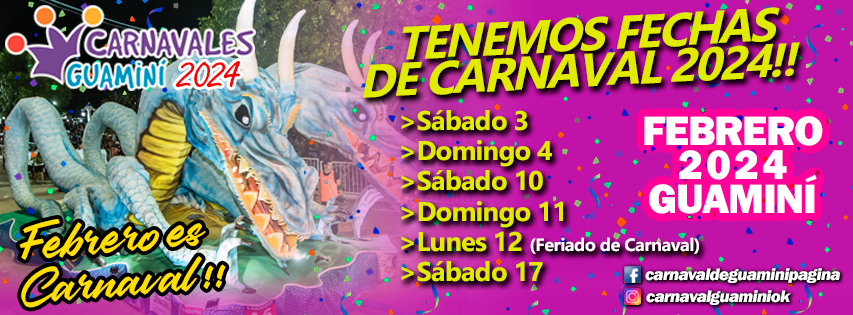 CARNAVALES
GUAMINÍ 2024
TENEMOS FECHAS
DE CARNAVAL 2024!!
>Sábado 3
>Domingo 4
>Sábado 10
>Domingo 11
>Lunes 12 (Feriado de Carnaval)
>Sábado 17
FEBRERO
2024
GUAMINÍ
Febrero es
Carnaval!!
carnavaldeguaminipagina
carnavalguaminiok